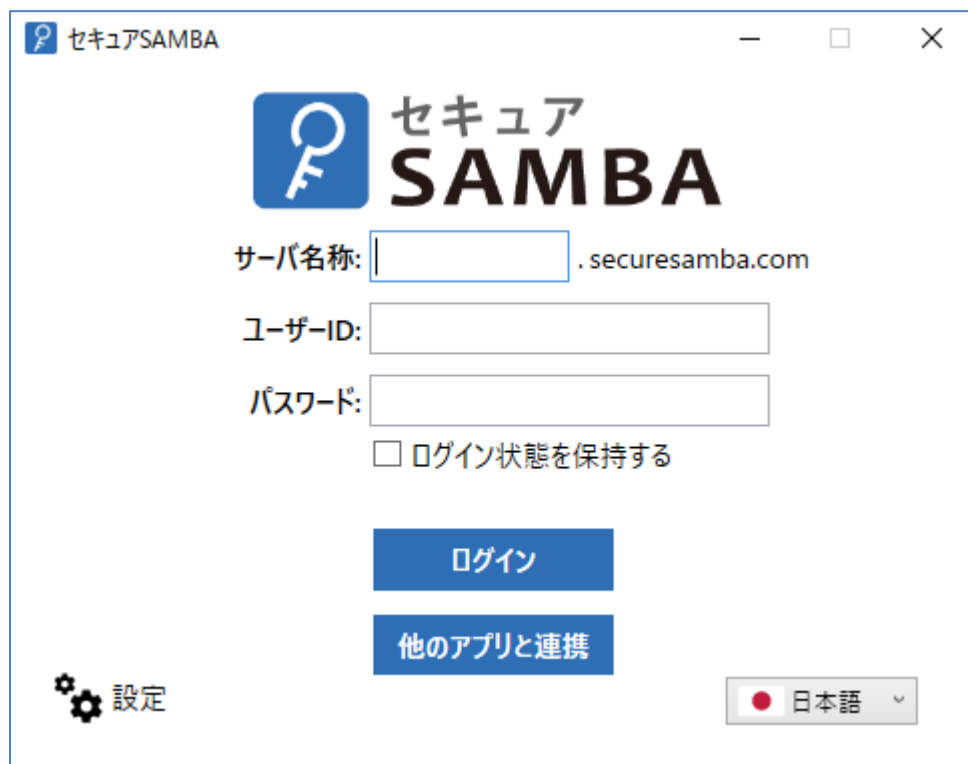 セキュアSAMBA
セキュア
SAMBA
サーバ名称: . securesamba.com
ユーザーID:
パスワード:
ログイン状態を保持する
ログイン
他のアプリと連携
設定
日本語